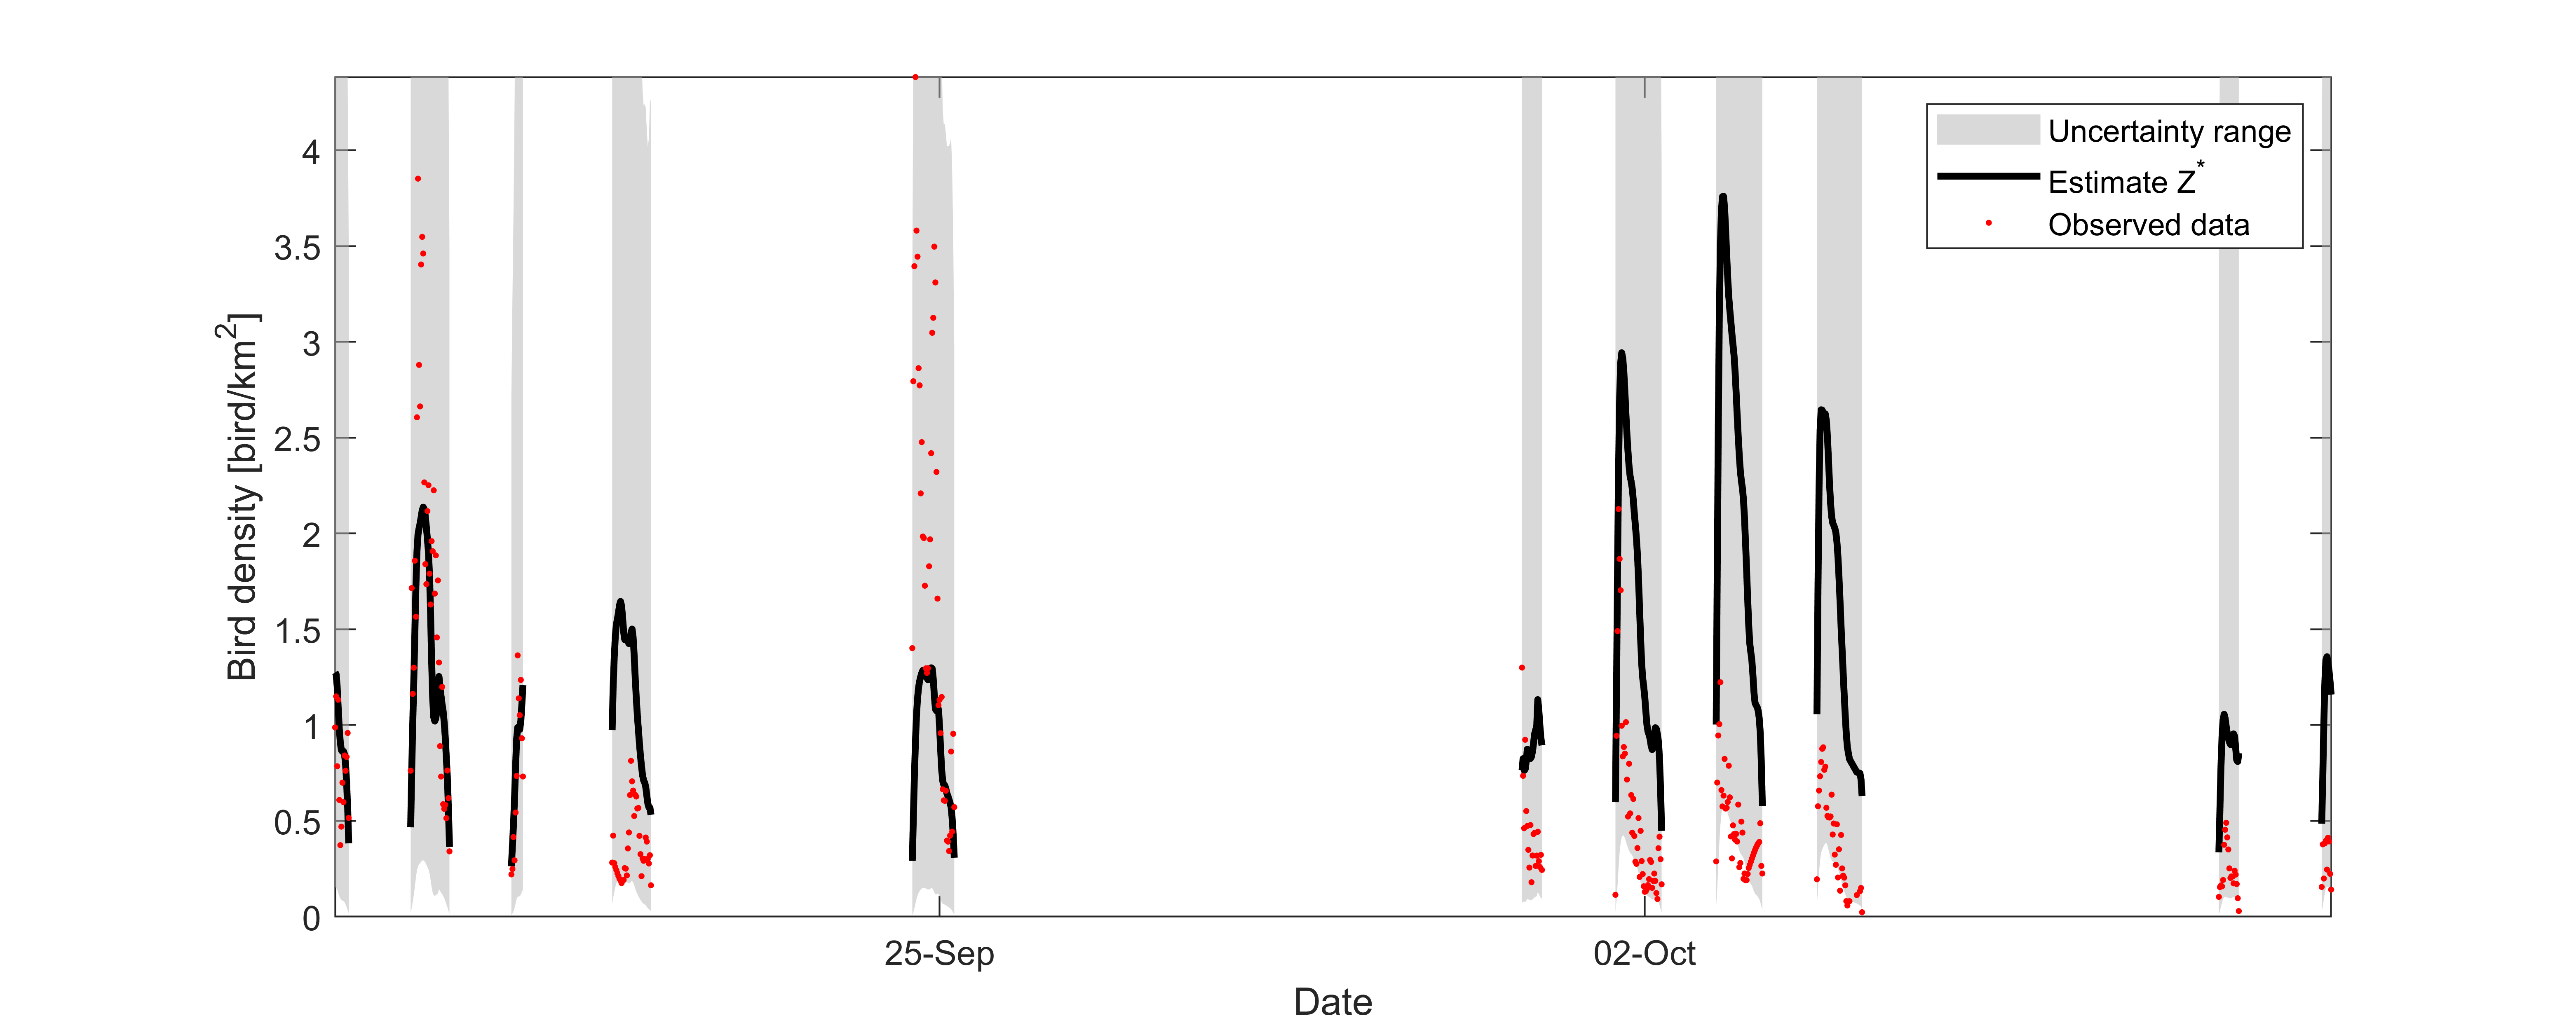 Uncertainty range
Estimate Z*
Observed data
4
3.5
3
2.5
2
1.5
1
0.5
0
Bird density [bird/km²]
25-Sep
02-Oct
Date